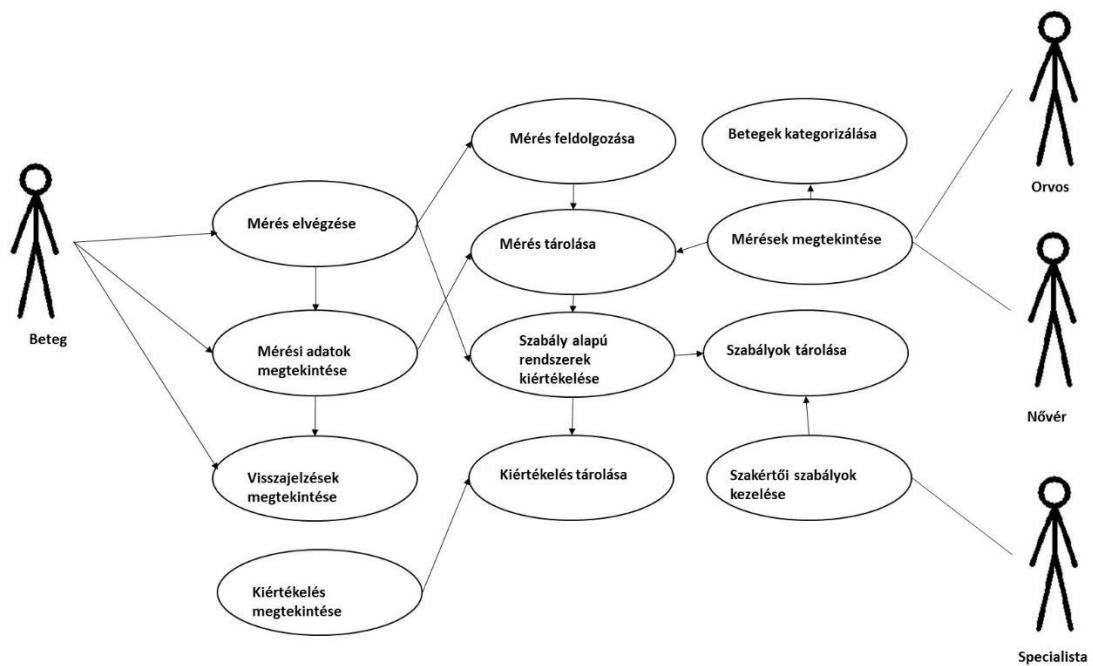 Mérés feldolgozása
Betegek kategorizálása
Orvos
Mérés elvégzése
Mérés tárolása
Mérések megtekintése
Beteg
Mérési adatok
megtekintése
Szabály alapú
rendszerek
kiértékelése
Szabályok tárolása
Nővér
Visszajelzések
megtekintése
Kiértékelés tárolása
Szakértői szabályok
kezelése
Kiértékelés
megtekintése
Specialista